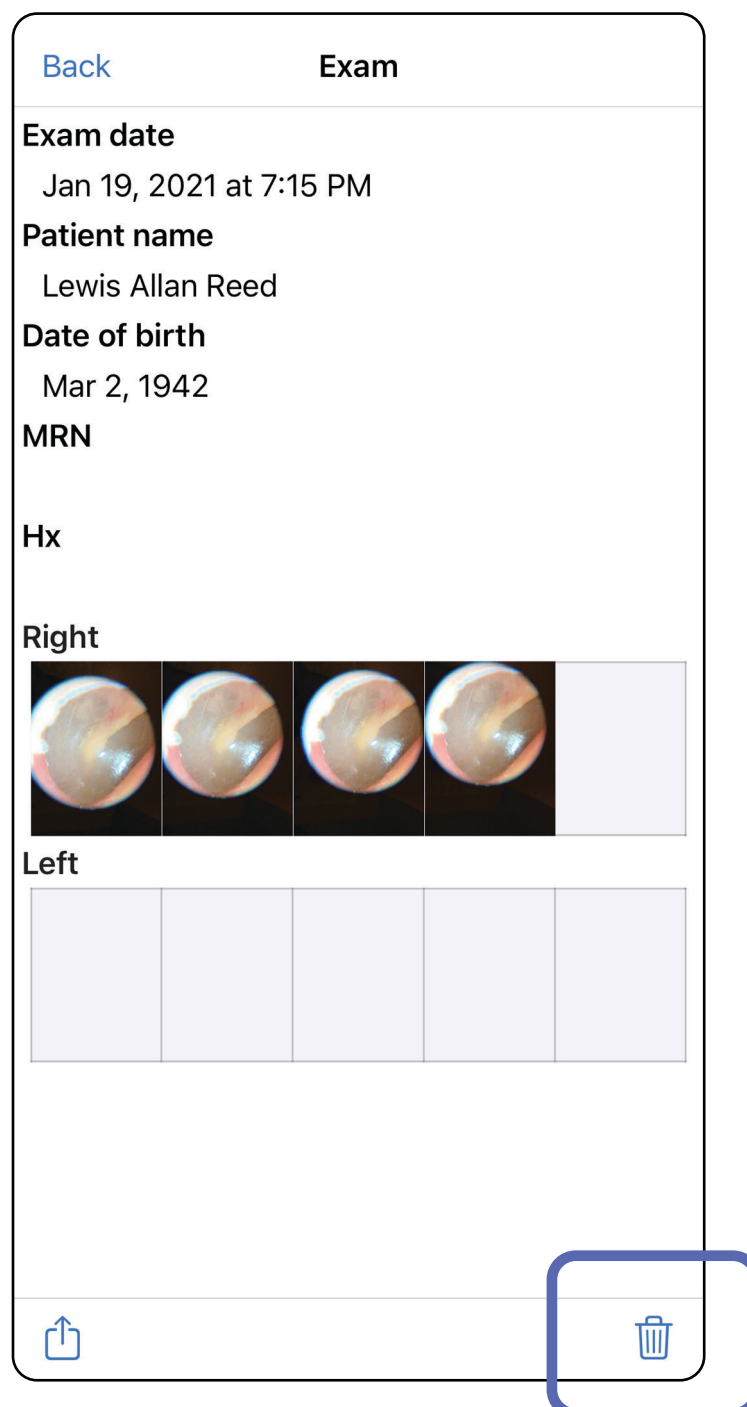 Back
Exam
Exam date
Jan 19, 2021 at 7:15 PM
Patient name
Lewis Allan Reed
Date of birth
Mar 2, 1942
MRN
Hx
Right
Left